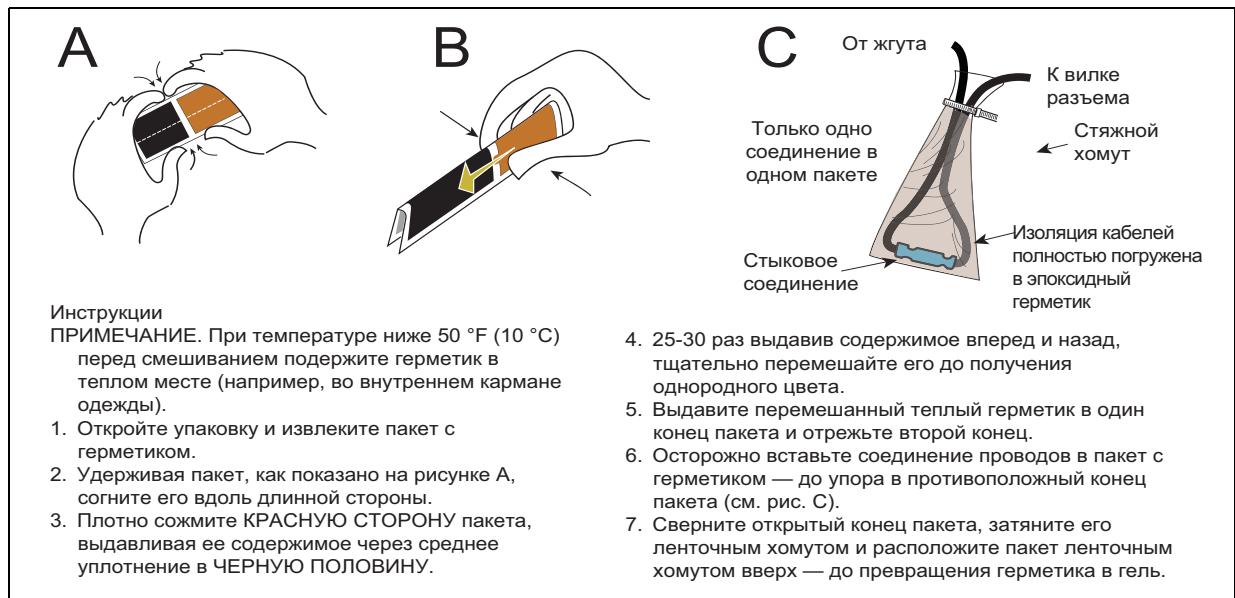 A
B
C
От жгута
К вилке
разъема
Только одно
соединение в
одном пакете
Стяжной
хомут
Стыковое
соединение
Изоляция кабелей
полностью погружена
в эпоксидный
герметик
Инструкции
ПРИМЕЧАНИЕ. При температуре ниже 50 °F (10 °C)
перед смешиванием подержите герметик в
теплом месте (например, во внутреннем кармане
одежды).
1. Откройте упаковку и извлеките пакет с
герметиком.
2. Удерживая пакет, как показано на рисунке A,
согните его вдоль длинной стороны.
3. Плотно сожмите КРАСНУЮ СТОРОНУ пакета,
выдавливая ее содержимое через среднее
уплотнение в ЧЕРНУЮ ПОЛОВИНУ.
4. 25-30 раз выдавив содержимое вперед и назад,
тщательно перемешайте его до получения
однородного цвета.
5. Выдавите перемешанный теплый герметик в один
конец пакета и отрежьте второй конец.
6. Осторожно вставьте соединение проводов в пакет с
герметиком — до упора в противоположный конец
пакета (см. рис. C).
7. Сверните открытый конец пакета, затяните его
ленточным хомутом и расположите пакет ленточным
хомутом вверх — до превращения герметика в гель.